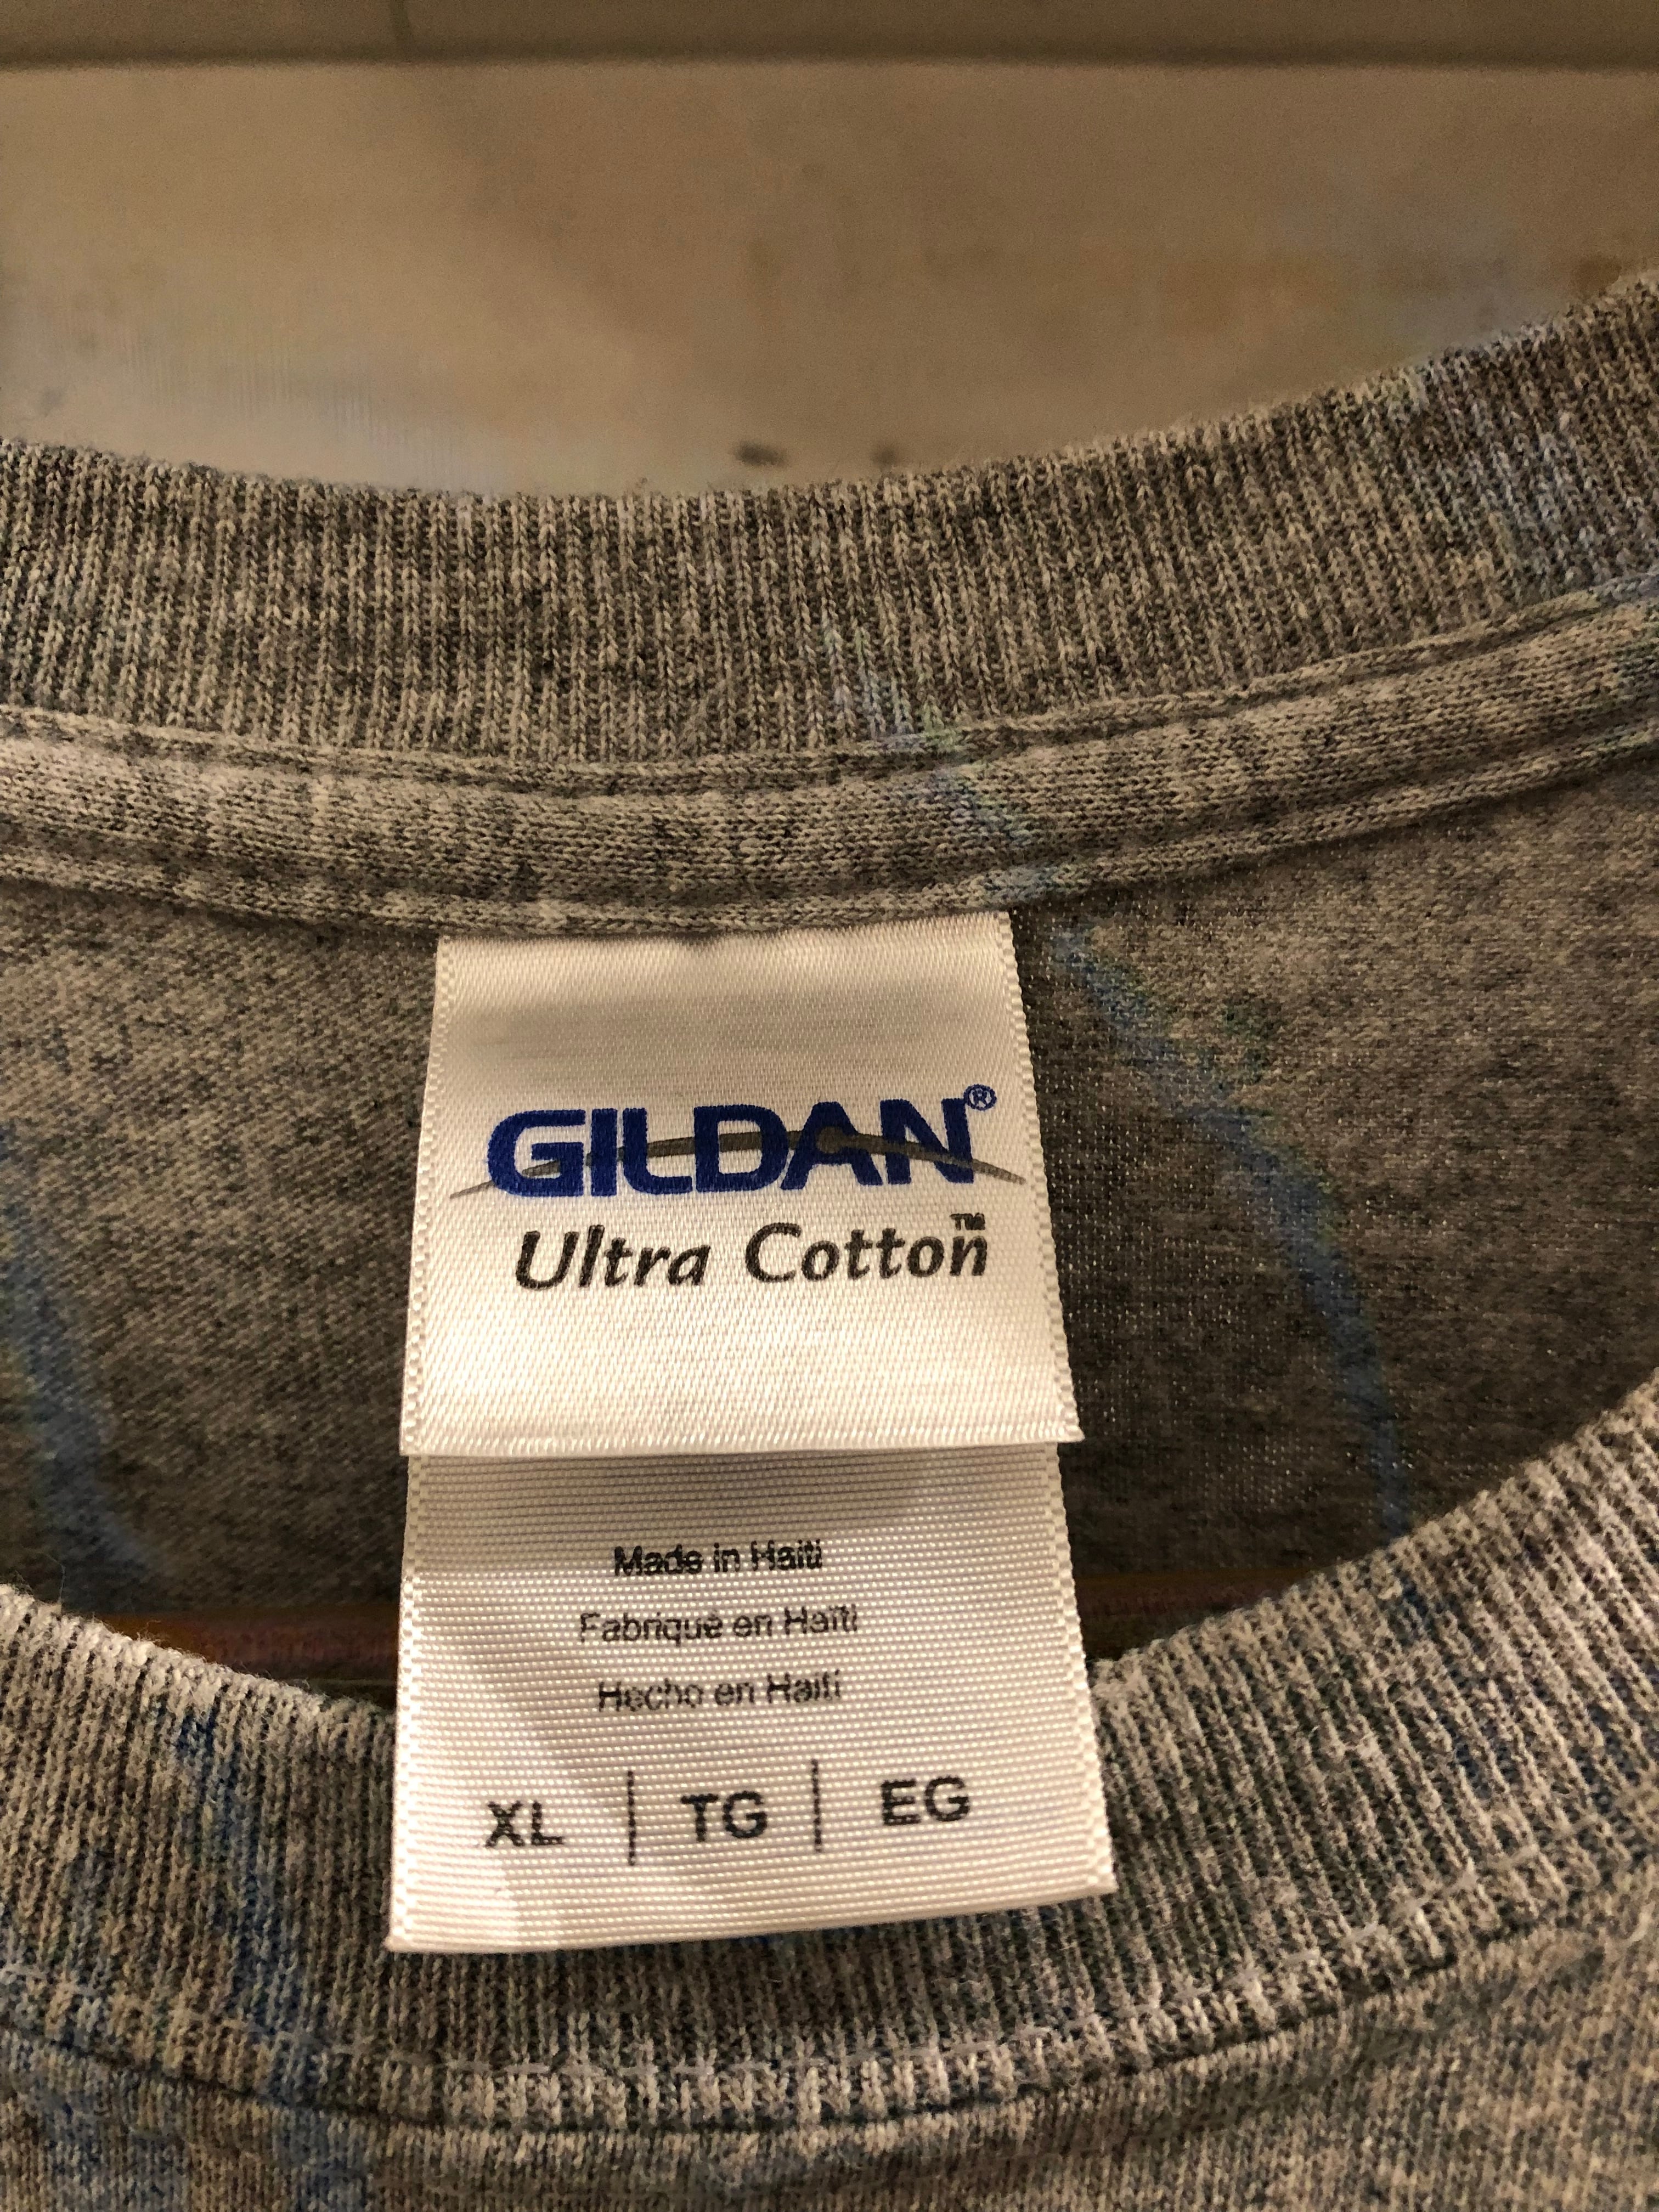 GILDAN®
Ultra Cotton™
Made in Haiti
Fabriqué en Haïti
Hecho en Haití
XL | TG | EG